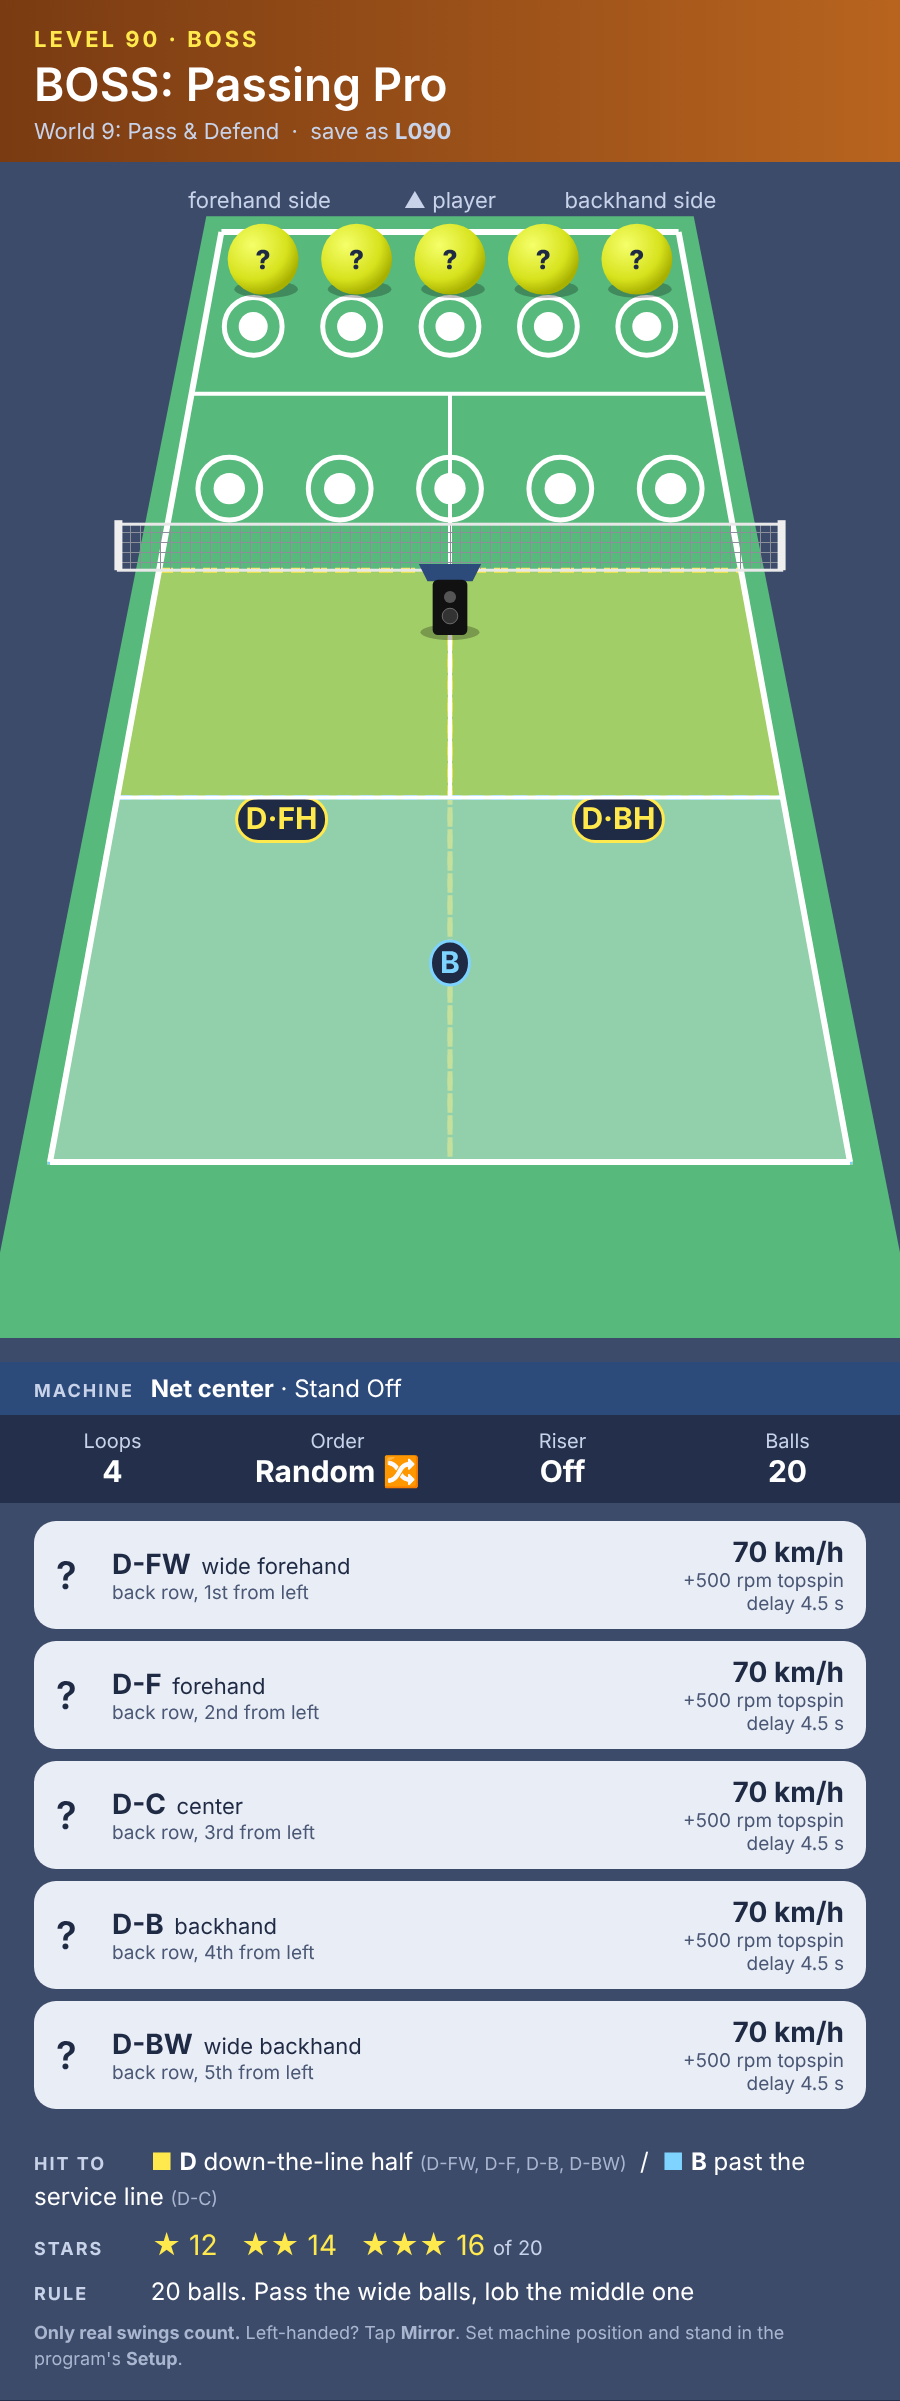 LEVEL 90 · BOSS
BOSS: Passing Pro
World 9: Pass & Defend · save as L090
forehand side ▲ player backhand side
? ? ? ? ?
D·FH D·BH
B
MACHINE Net center · Stand Off
Loops Order Riser Balls
4 Random 🔀 Off 20
? D-FW wide forehand 70 km/h
back row, 1st from left +500 rpm topspin
delay 4.5 s
? D-F forehand 70 km/h
back row, 2nd from left +500 rpm topspin
delay 4.5 s
? D-C center 70 km/h
back row, 3rd from left +500 rpm topspin
delay 4.5 s
? D-B backhand 70 km/h
back row, 4th from left +500 rpm topspin
delay 4.5 s
? D-BW wide backhand 70 km/h
back row, 5th from left +500 rpm topspin
delay 4.5 s
HIT TO ■ D down-the-line half (D-FW, D-F, D-B, D-BW) / ■ B past the
service line (D-C)
STARS ★ 12 ★★ 14 ★★★ 16 of 20
RULE 20 balls. Pass the wide balls, lob the middle one
Only real swings count. Left-handed? Tap Mirror. Set machine position and stand in the
program's Setup.